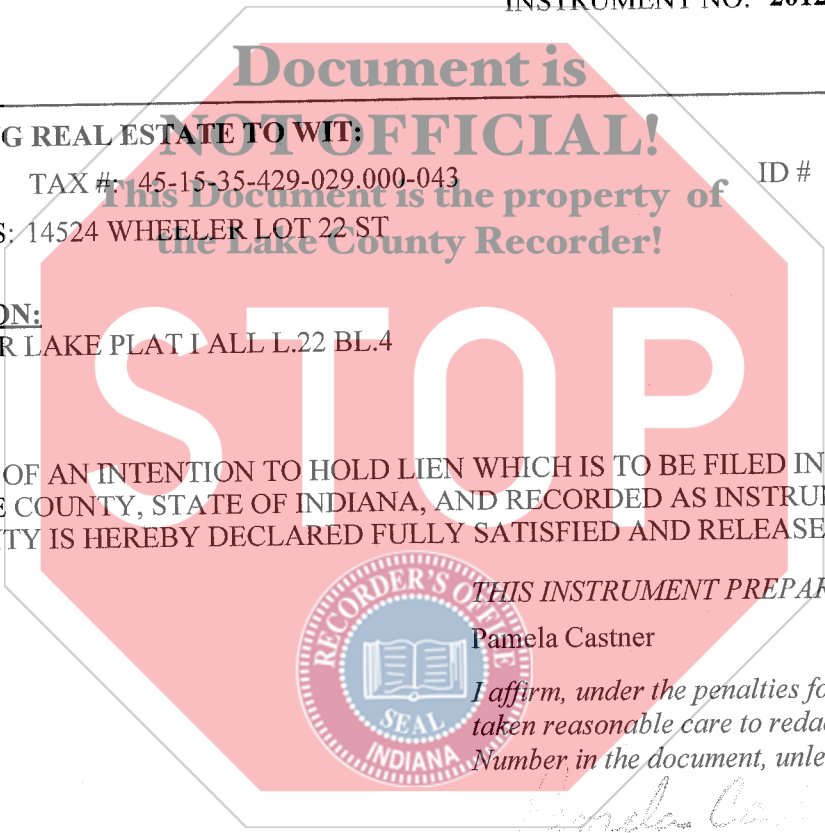 INSTRUMENT NO. 2012
Document is
NOT OFFICIAL!
This Document is the property of
the Lake County Recorder!
G REAL ESTATE TO WIT:
TAX #: 45-15-35-429-029.000-043 ID #
S: 14524 WHEELER LOT 22 ST
ON:
R LAKE PLAT I ALL L.22 BL.4
STOP
OF AN INTENTION TO HOLD LIEN WHICH IS TO BE FILED IN
E COUNTY, STATE OF INDIANA, AND RECORDED AS INSTRU
TY IS HEREBY DECLARED FULLY SATISFIED AND RELEASE
THIS INSTRUMENT PREPAR
Pamela Castner
I affirm, under the penalties fo
taken reasonable care to reda
Number in the document, unle
RECORDER'S OFFICE
SEAL
INDIANA